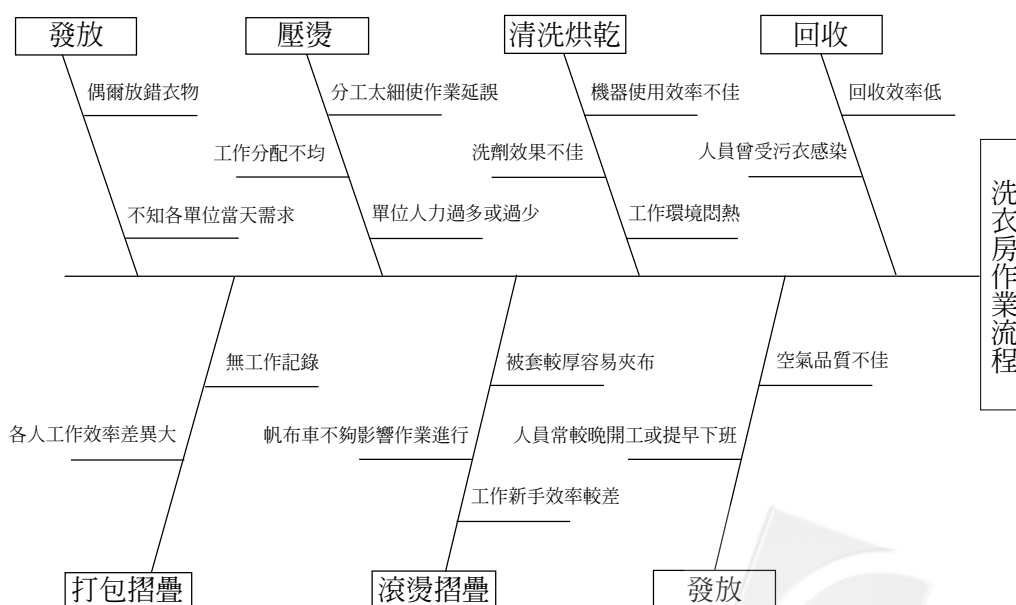 發放
壓燙
清洗烘乾
回收
偶爾放錯衣物
分工太細使作業延誤
機器使用效率不佳
回收效率低
工作分配不均
洗劑效果不佳
人員曾受污衣感染
不知各單位當天需求
單位人力過多或過少
工作環境悶熱
洗衣房作業流程
無工作記錄
被套較厚容易夾布
空氣品質不佳
各人工作效率差異大
帆布車不夠影響作業進行
人員常較晚開工或提早下班
工作新手效率較差
打包摺疊
滾燙摺疊
發放